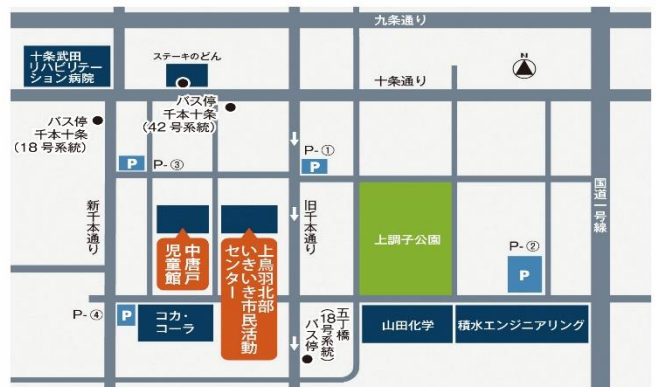 九条通り
十条武田
リハビリテー
ション病院
ステーキのどん
十条通り
N
バス停
千本十条
(18号系統)
バス停
千本十条
(42号系統)
P-①
P
P
P-③
新千本通り
旧千本通り
国道一号線
中唐戸
児童館
上鳥羽北部
いきいき市民活動
センター
上調子公園
P-②
P
P-④
P
コカ・
コーラ
五丁橋
(18号系統)
バス停
山田化学
積水エンジニアリング